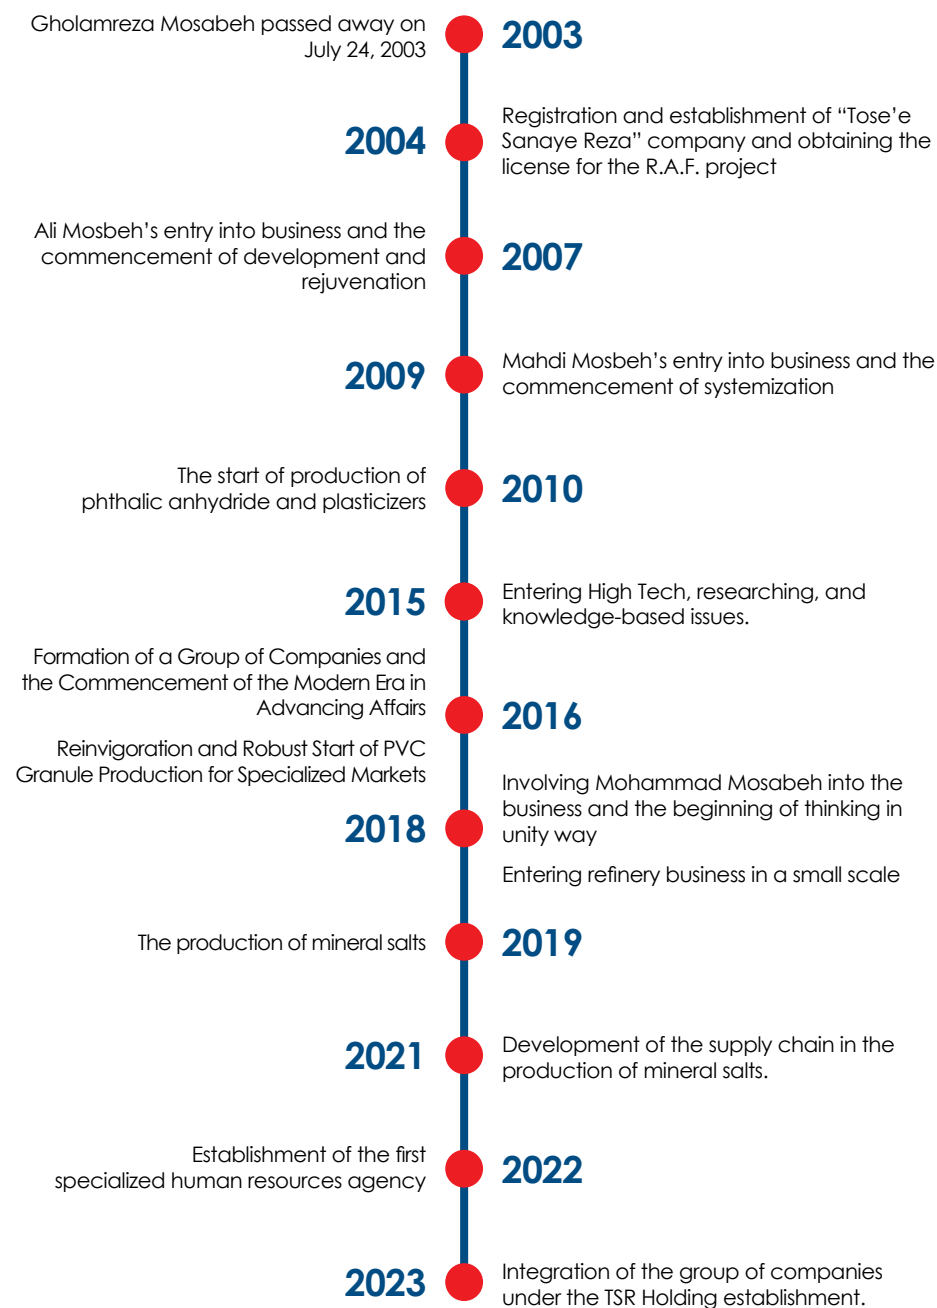 Gholamreza Mosabeh passed away on
July 24, 2003
2003
2004
Registration and establishment of “Tose’e
Sanaye Reza” company and obtaining the
license for the R.A.F. project
Ali Mosbeh’s entry into business and the
commencement of development and
rejuvenation
2007
2009
Mahdi Mosbeh’s entry into business and the
commencement of systemization
The start of production of
phthalic anhydride and plasticizers
2010
2015
Entering High Tech, researching, and
knowledge-based issues.
Formation of a Group of Companies and
the Commencement of the Modern Era in
Advancing Affairs
Reinvigoration and Robust Start of PVC
Granule Production for Specialized Markets
2016
2018
Involving Mohammad Mosabeh into the
business and the beginning of thinking in
unity way
Entering refinery business in a small scale
The production of mineral salts
2019
2021
Development of the supply chain in the
production of mineral salts.
Establishment of the first
specialized human resources agency
2022
2023
Integration of the group of companies
under the TSR Holding establishment.